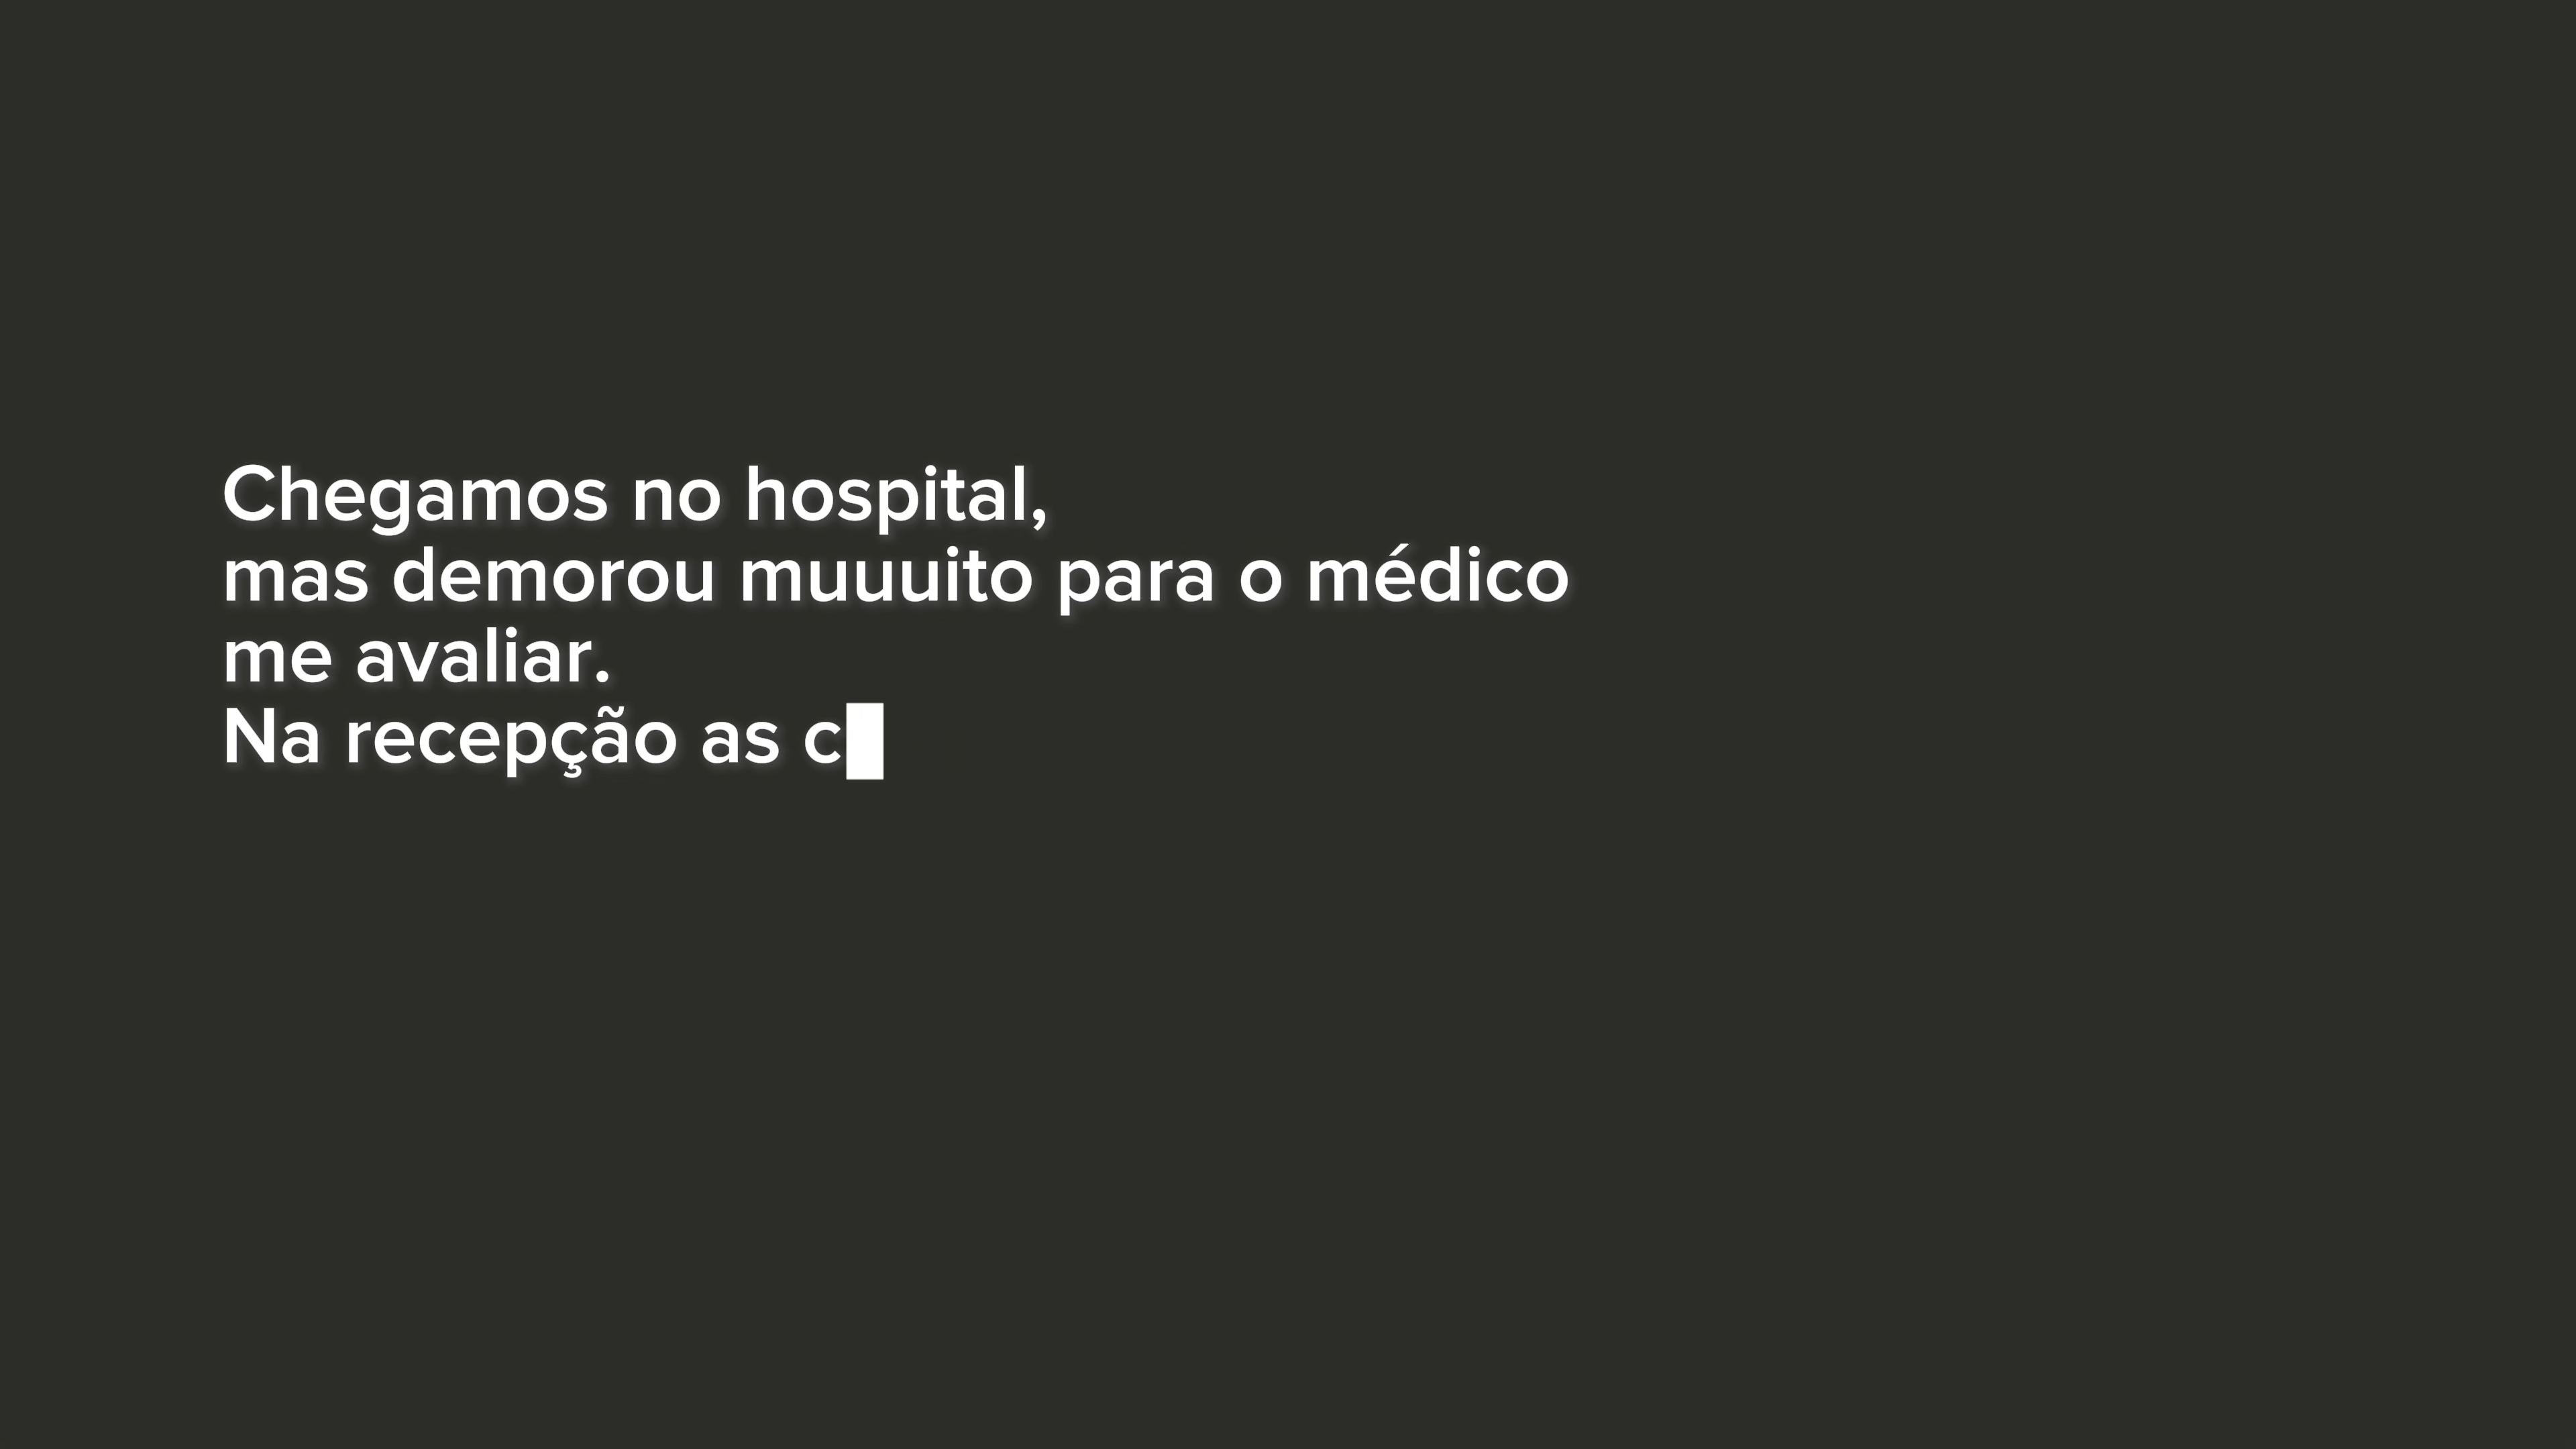 Chegamos no hospital,
mas demorou muuuito para o médico
me avaliar.
Na recepção as c